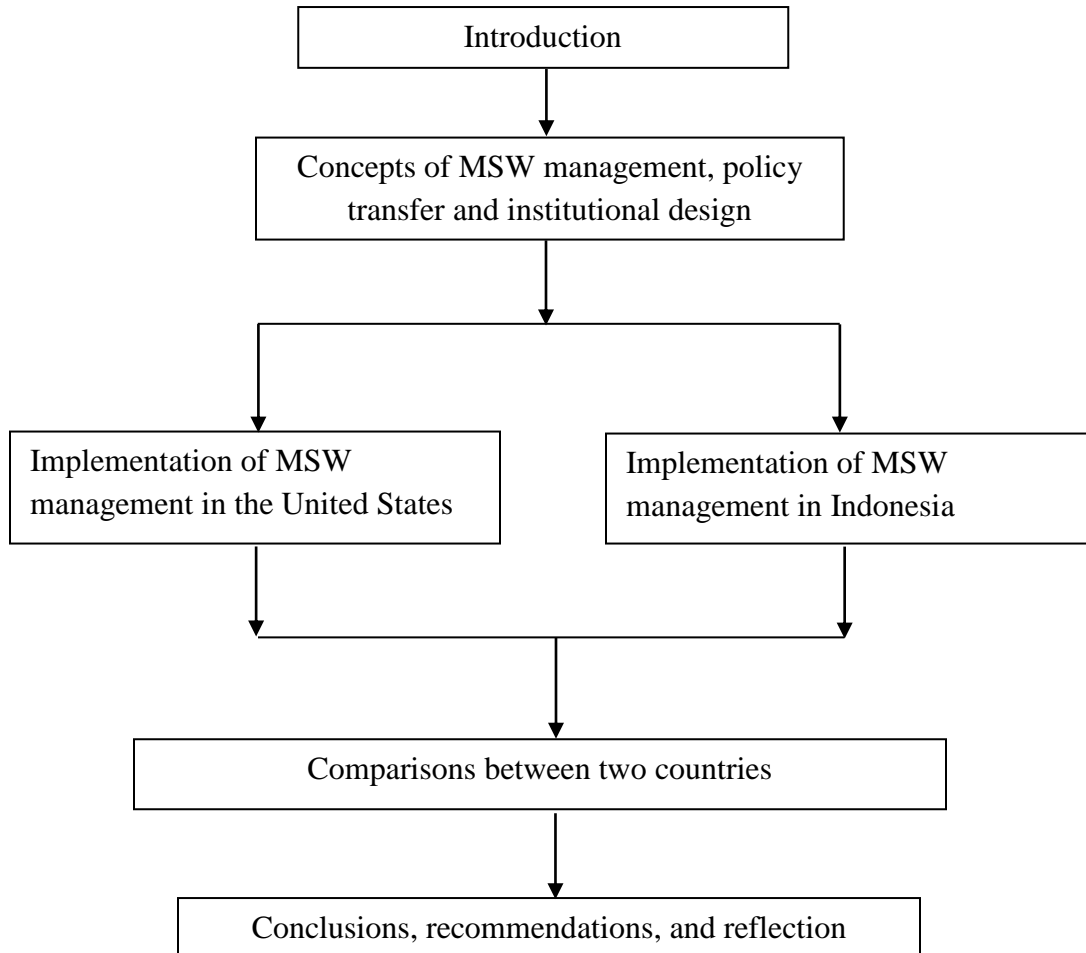 Introduction
Concepts of MSW management, policy
transfer and institutional design
Implementation of MSW
management in the United States
Implementation of MSW
management in Indonesia
Comparisons between two countries
Conclusions, recommendations, and reflection